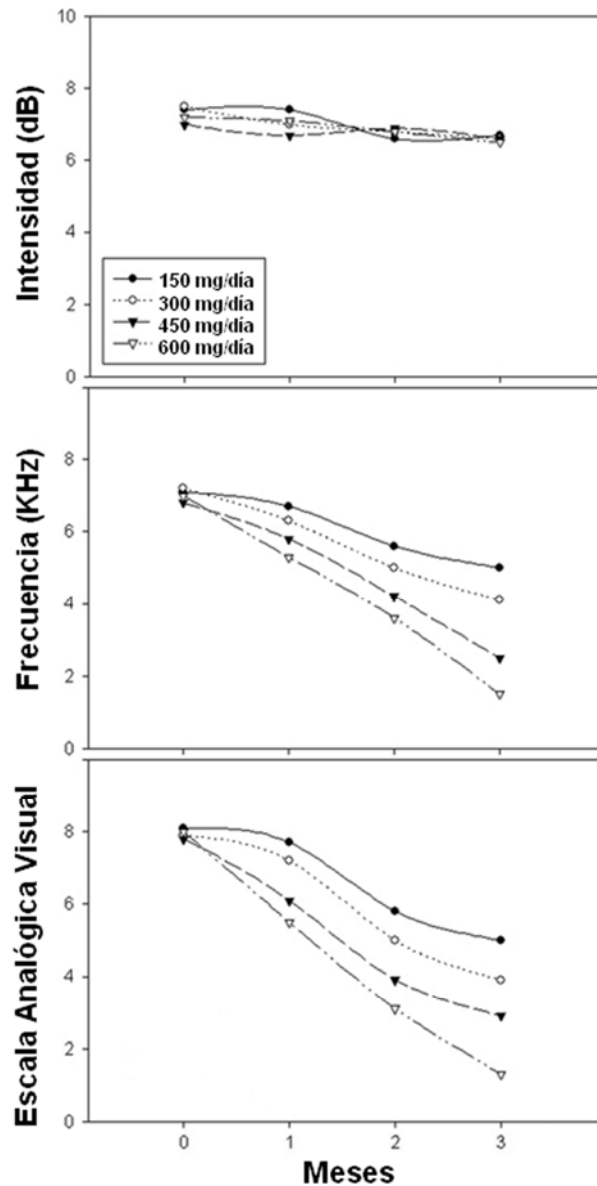 Intensidad (dB)
10
8
6
4
2
0
150 mg/día
300 mg/día
450 mg/día
600 mg/día
Frecuencia (KHz)
8
6
4
2
0
Escala Analógica Visual
8
6
4
2
0
0 1 2 3
Meses